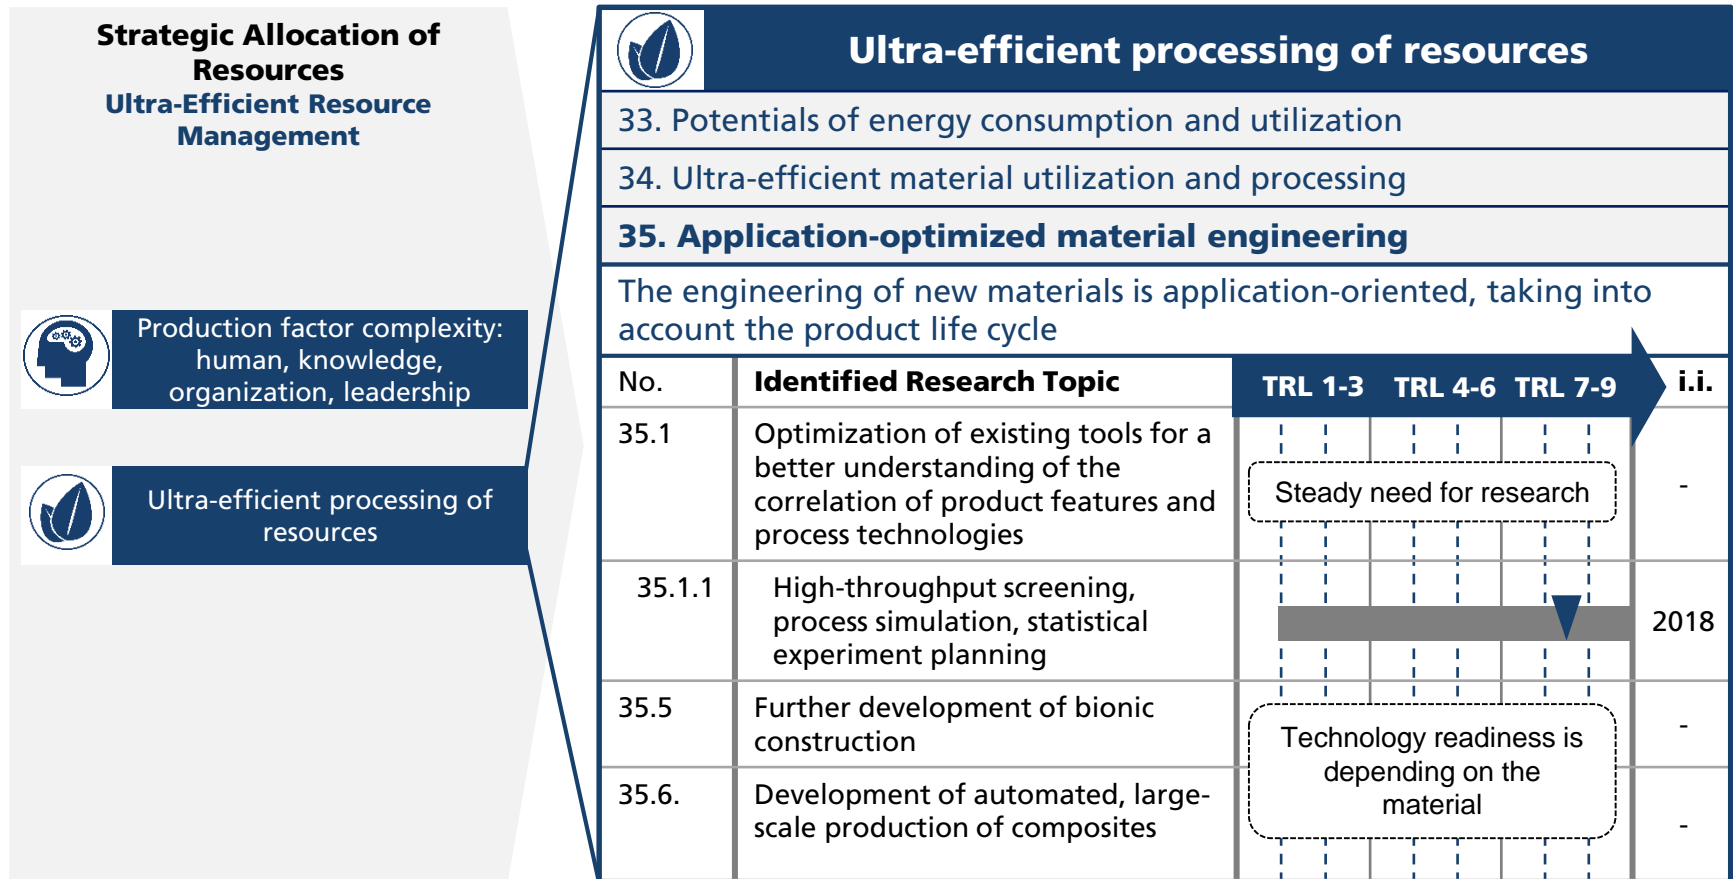 Strategic Allocation of
Resources
Ultra-Efficient Resource
Management
Production factor complexity:
human, knowledge,
organization, leadership
Ultra-efficient processing of
resources
Ultra-efficient processing of resources
33. Potentials of energy consumption and utilization
34. Ultra-efficient material utilization and processing
35. Application-optimized material engineering
The engineering of new materials is application-oriented, taking into
account the product life cycle
No. Identified Research Topic TRL 1-3 TRL 4-6 TRL 7-9 i.i.
35.1 Optimization of existing tools for a
better understanding of the
correlation of product features and
process technologies
Steady need for research -
35.1.1 High-throughput screening,
process simulation, statistical
experiment planning
2018
35.5 Further development of bionic
construction
-
Technology readiness is
depending on the
material
35.6. Development of automated, large-
scale production of composites
-